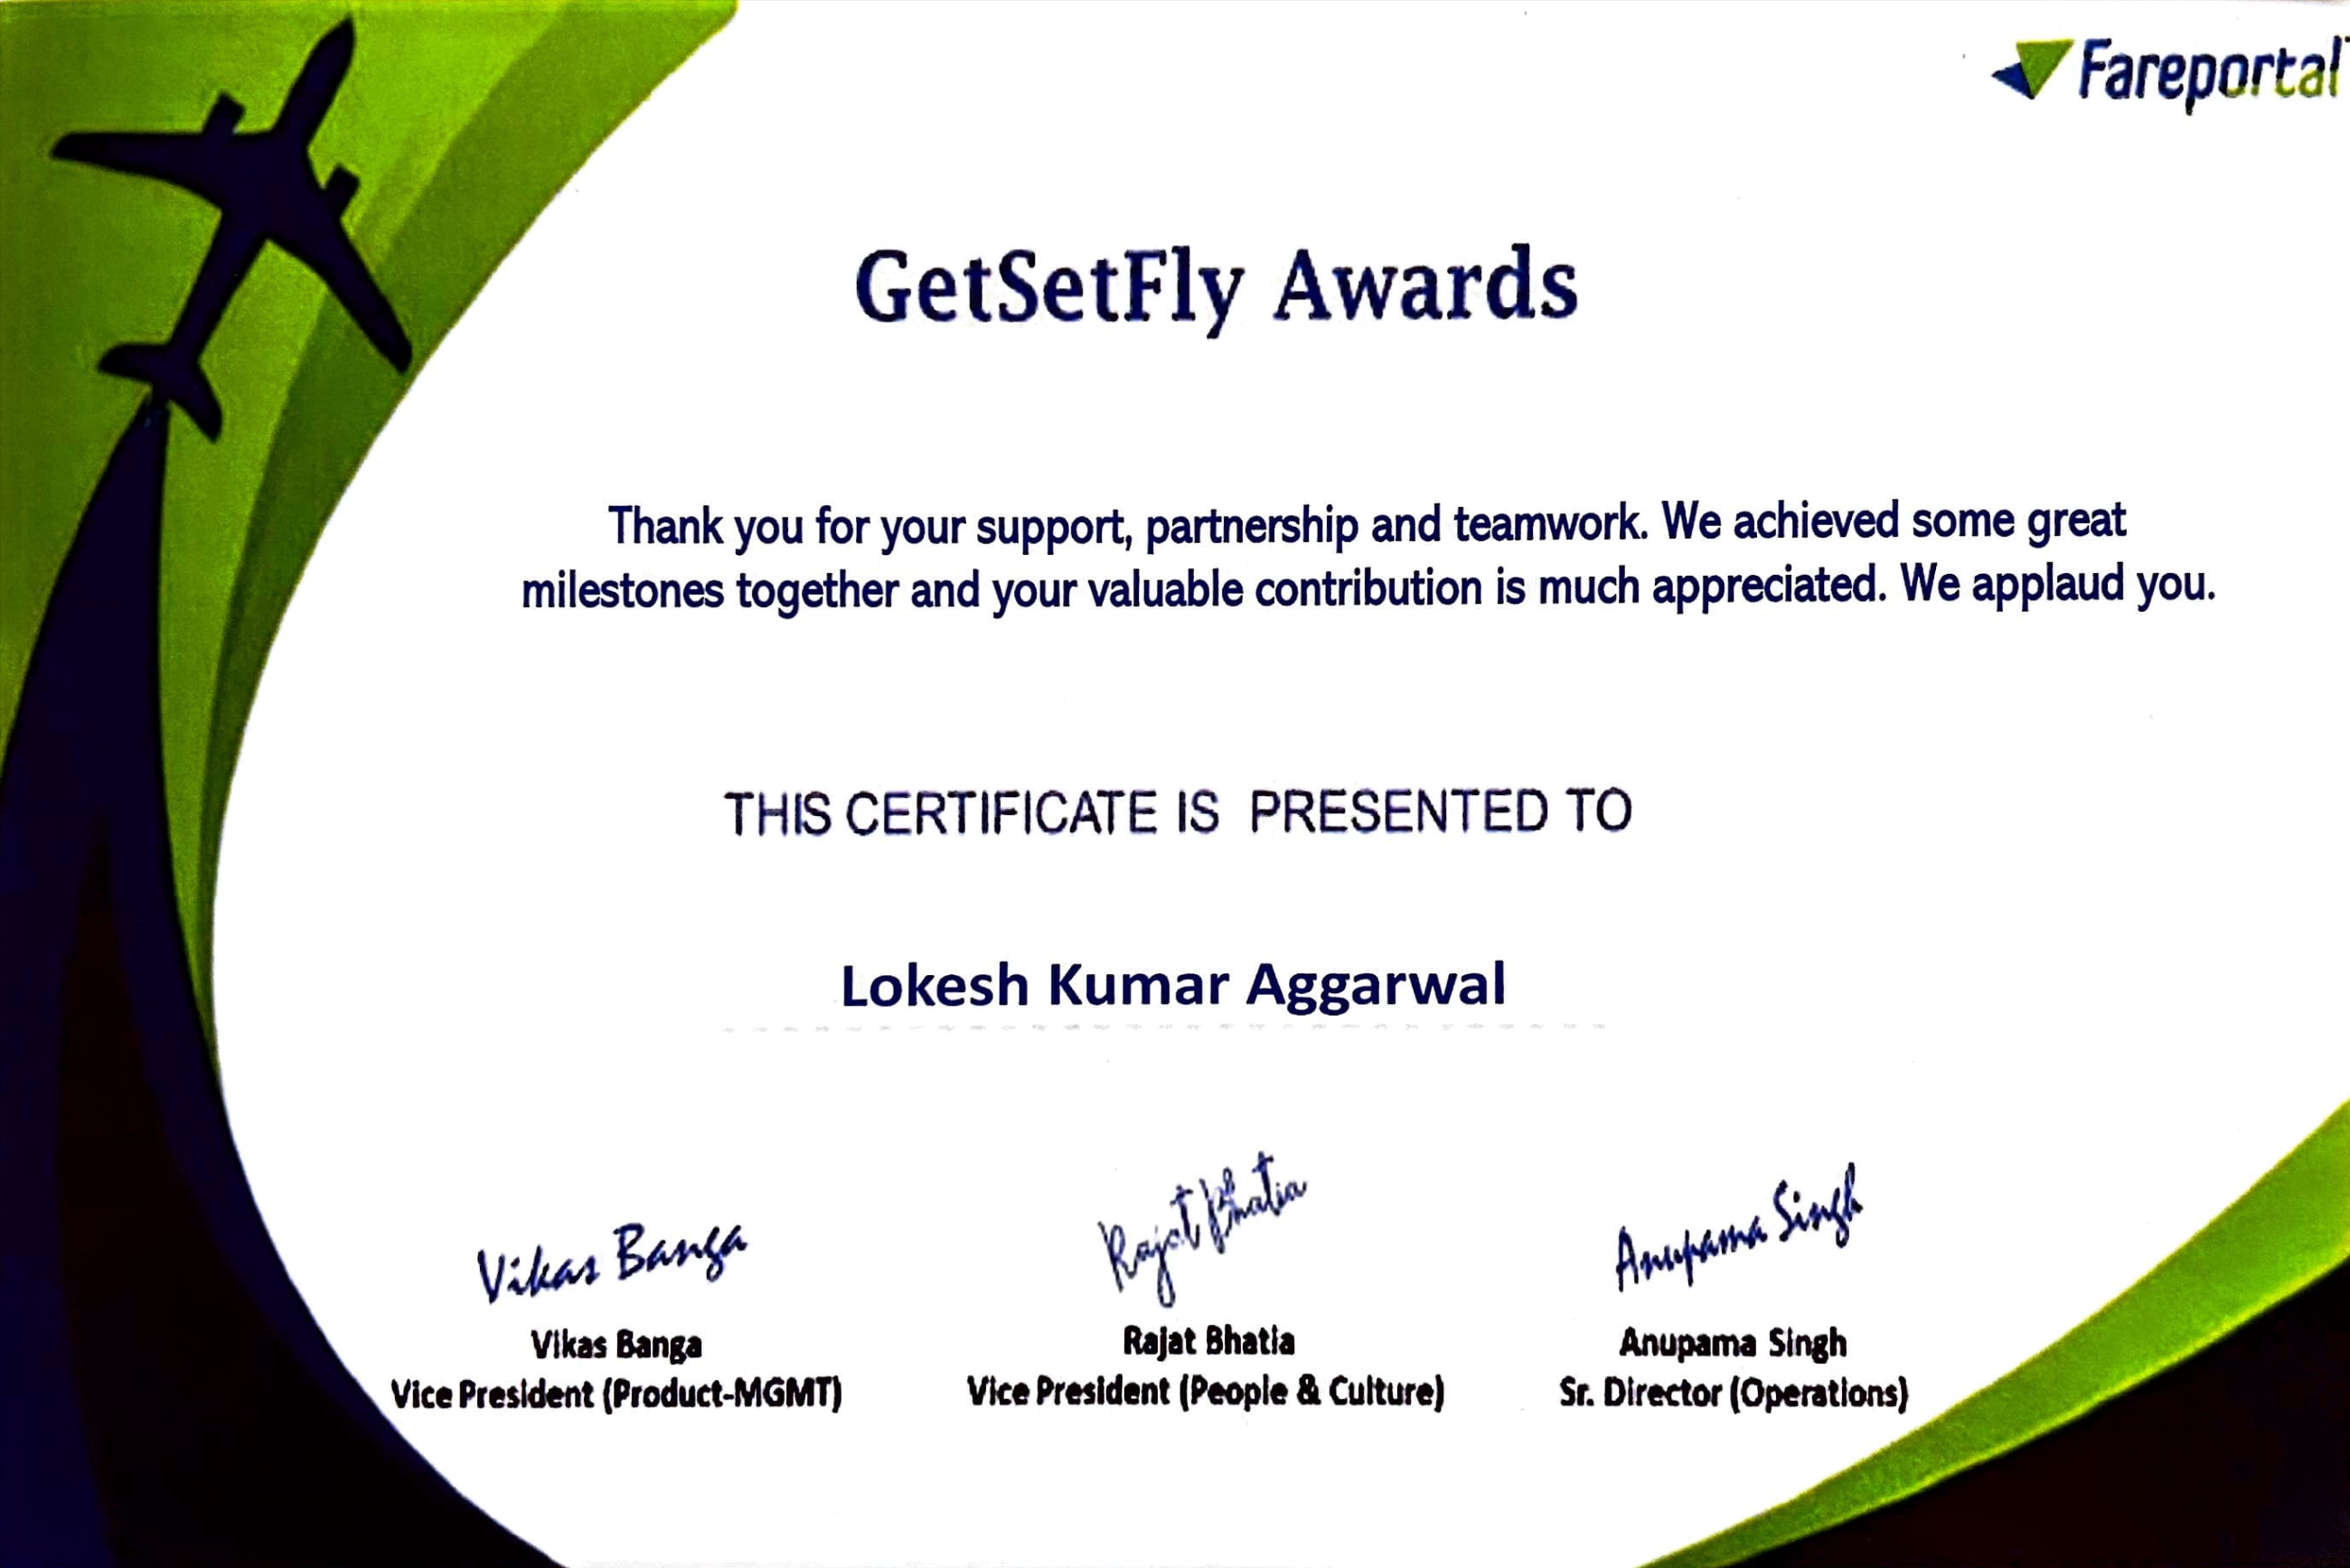 Fareportal
GetSetFly Awards
Thank you for your support, partnership and teamwork. We achieved some great
milestones together and your valuable contribution is much appreciated. We applaud you.
THIS CERTIFICATE IS PRESENTED TO
Lokesh Kumar Aggarwal
Vikas Banga Rajat Bhatia Anupama Singh
Vikas Banga Rajat Bhatia Anupama Singh
Vice President (Product-MGMT) Vice President (People & Culture) Sr. Director (Operations)